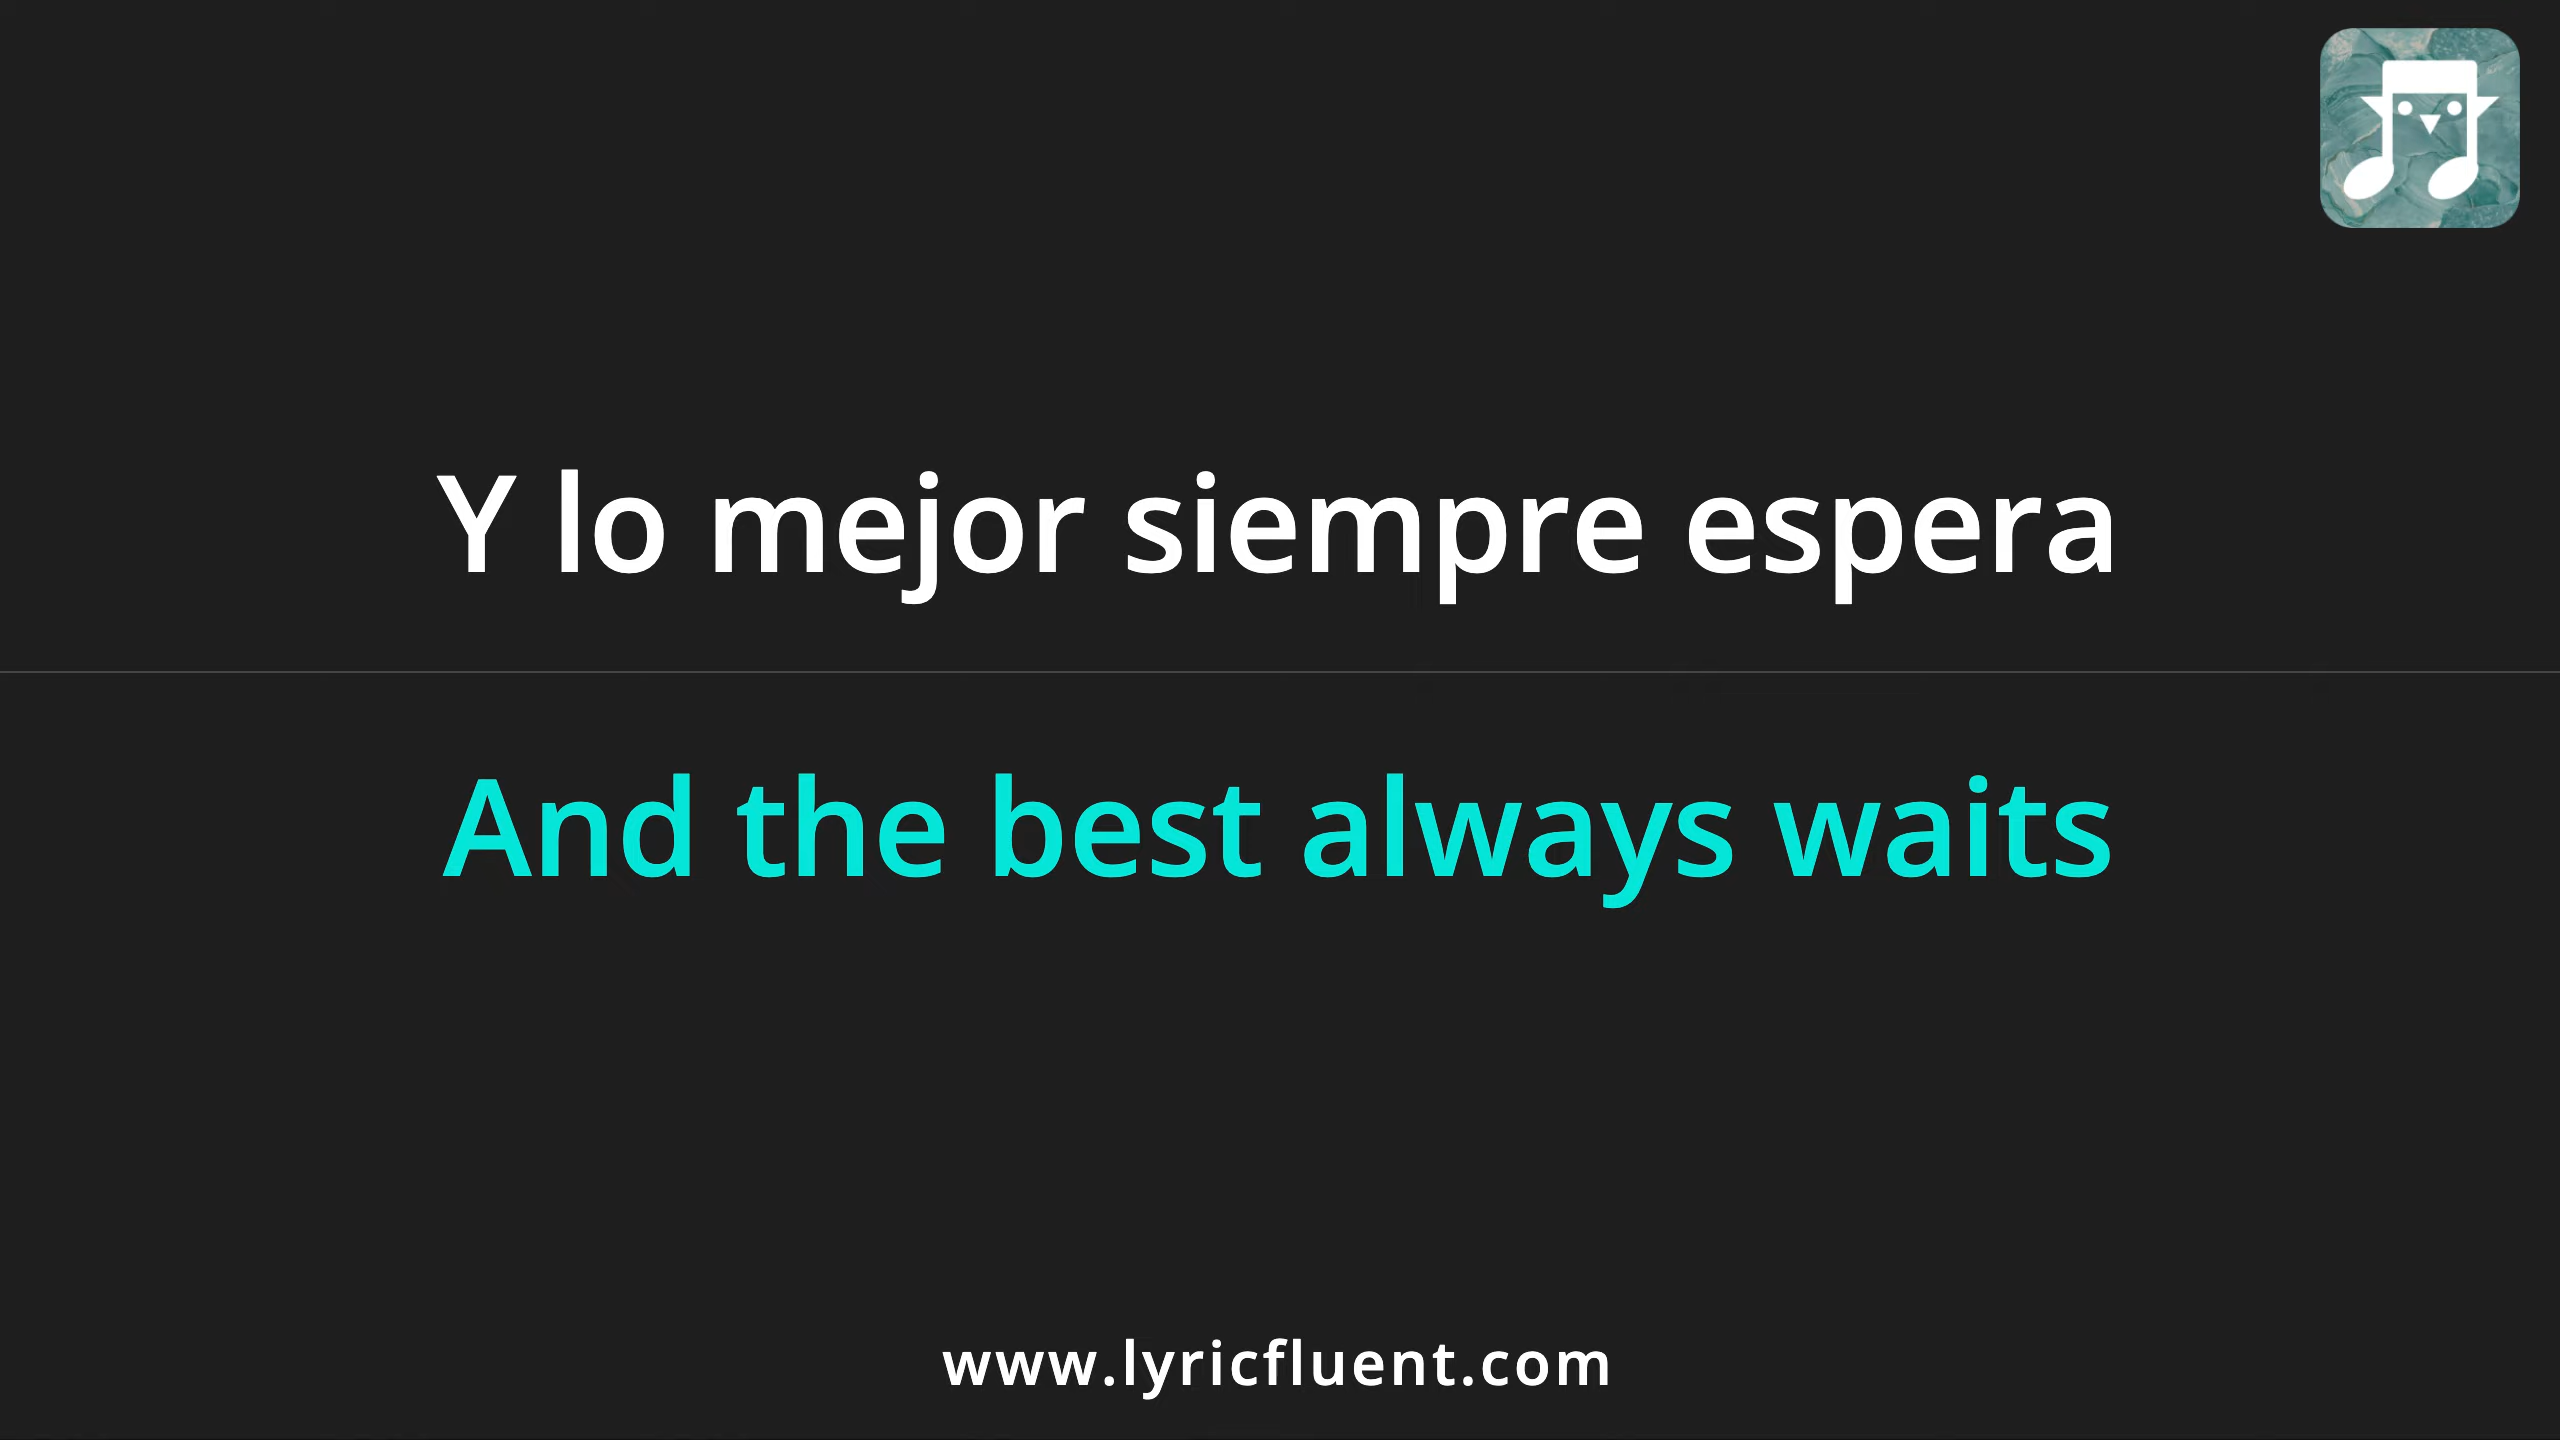 Y lo mejor siempre espera
And the best always waits
www.lyricfluent.com